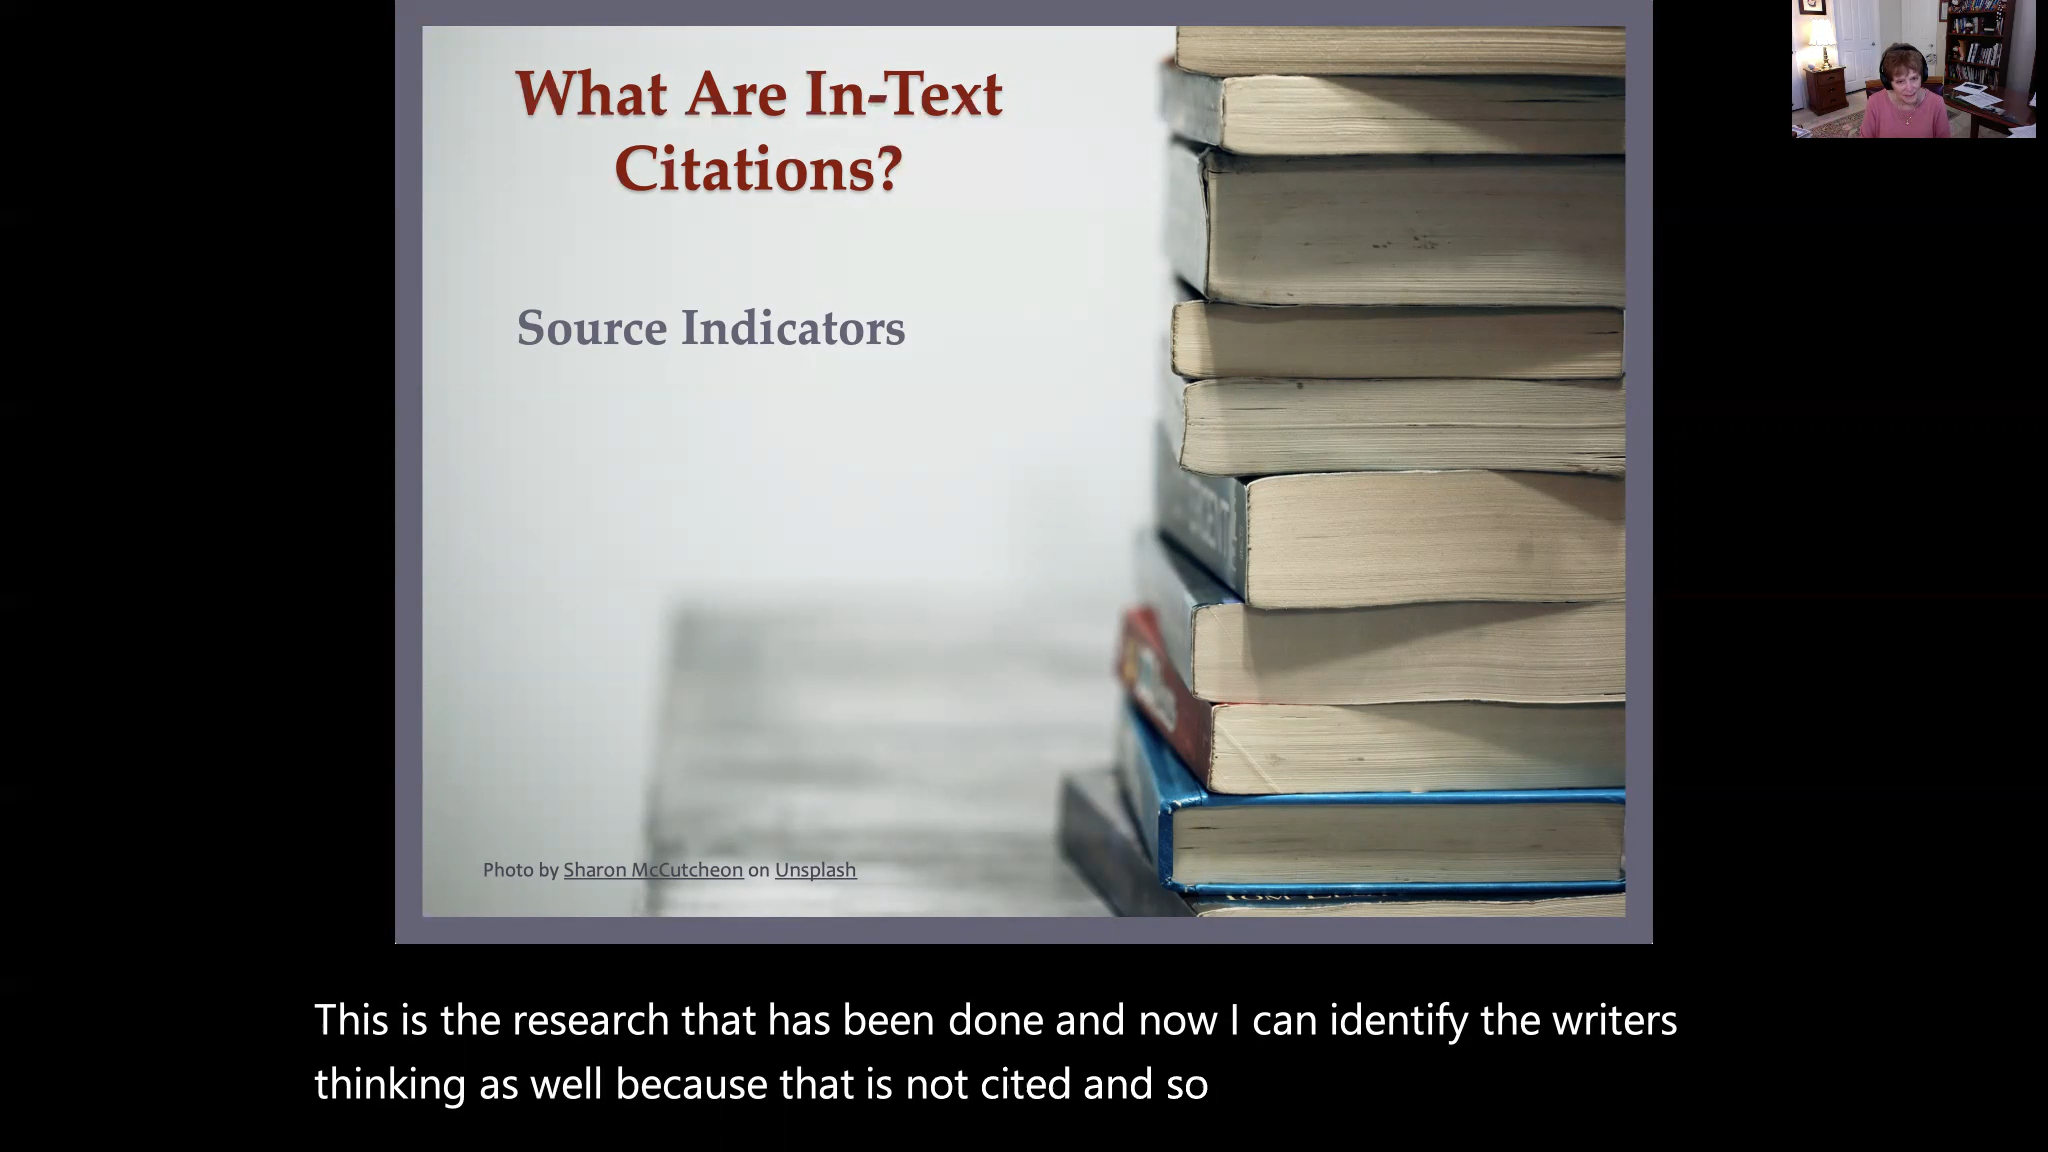 What Are In-Text
Citations?
Source Indicators
Photo by Sharon McCutcheon on Unsplash
This is the research that has been done and now I can identify the writers
thinking as well because that is not cited and so